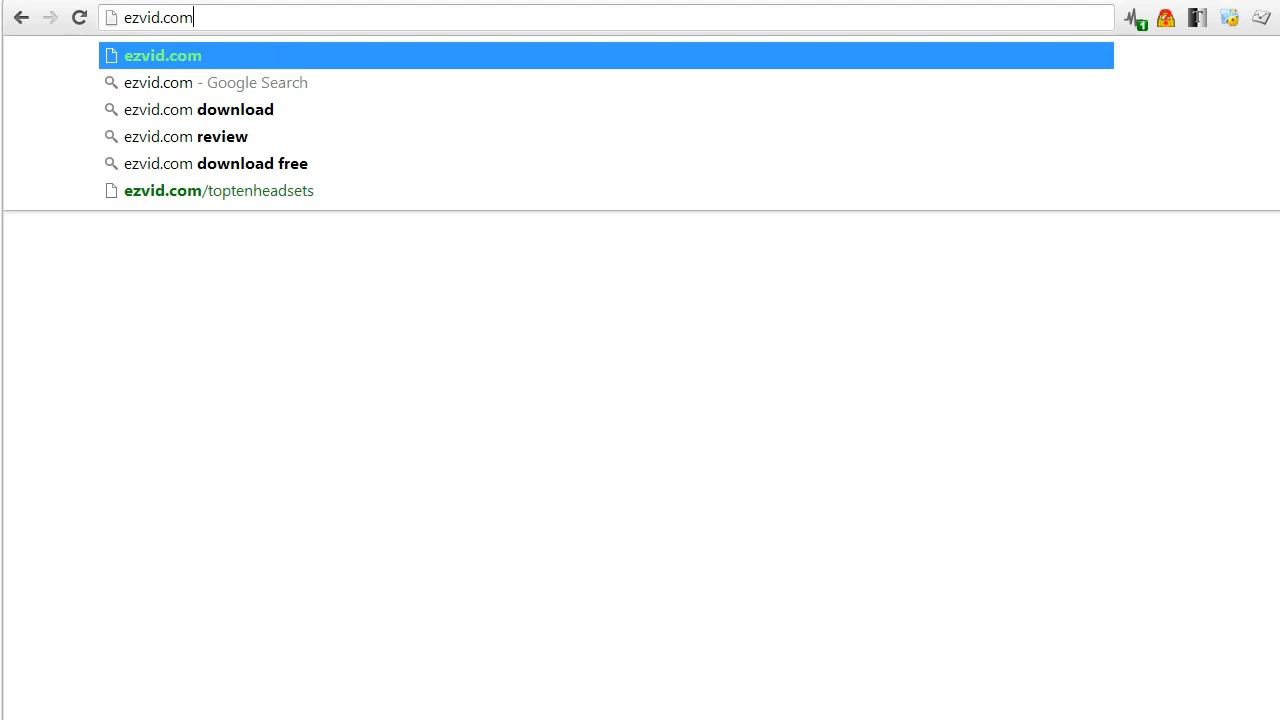 ezvid.com
ezvid.com
ezvid.com - Google Search
ezvid.com download
ezvid.com review
ezvid.com download free
ezvid.com/toptenheadsets
1